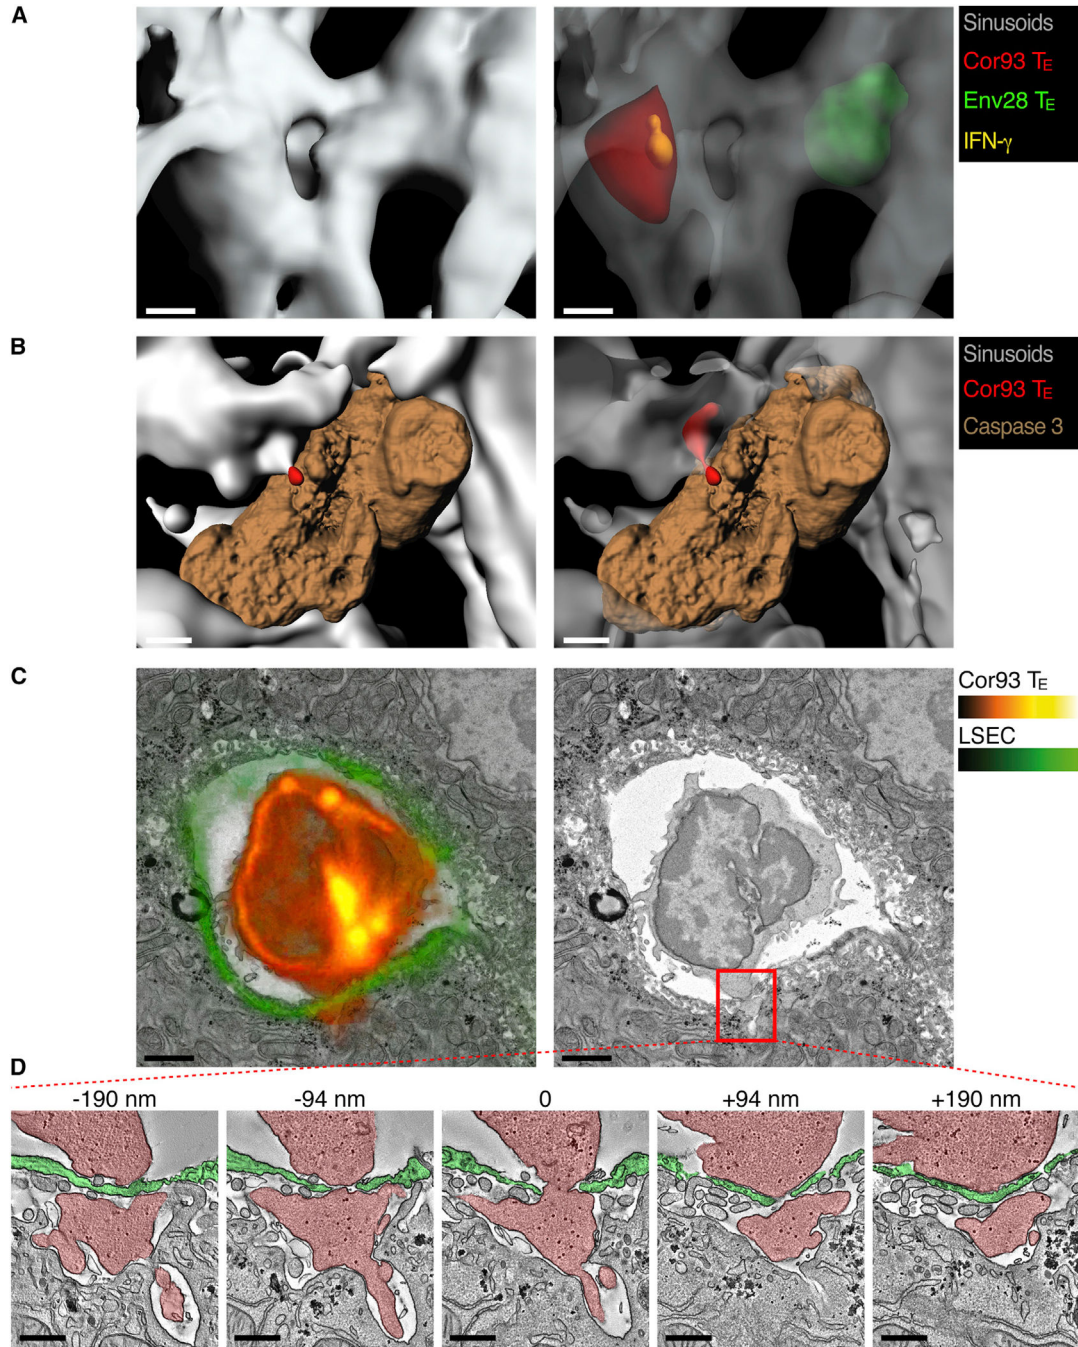 A
Sinusoids
Cor93 TE
Env28 TE
IFN-γ
B
Sinusoids
Cor93 TE
Caspase 3
C
Cor93 TE
LSEC
D
-190 nm
-94 nm
0
+94 nm
+190 nm